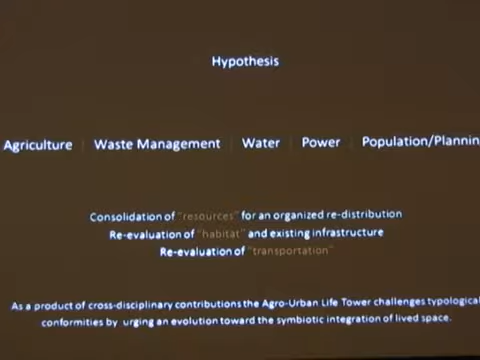 Hypothesis
Agriculture | Waste Management | Water | Power | Population/Plannin
Consolidation of "resources" for an organized re-distribution
Re-evaluation of "habitat" and existing infrastructure
Re-evaluation of "transportation"
As a product of cross-disciplinary contributions the Agro-Urban Life Tower challenges typological
conformities by urging an evolution toward the symbiotic integration of lived space.